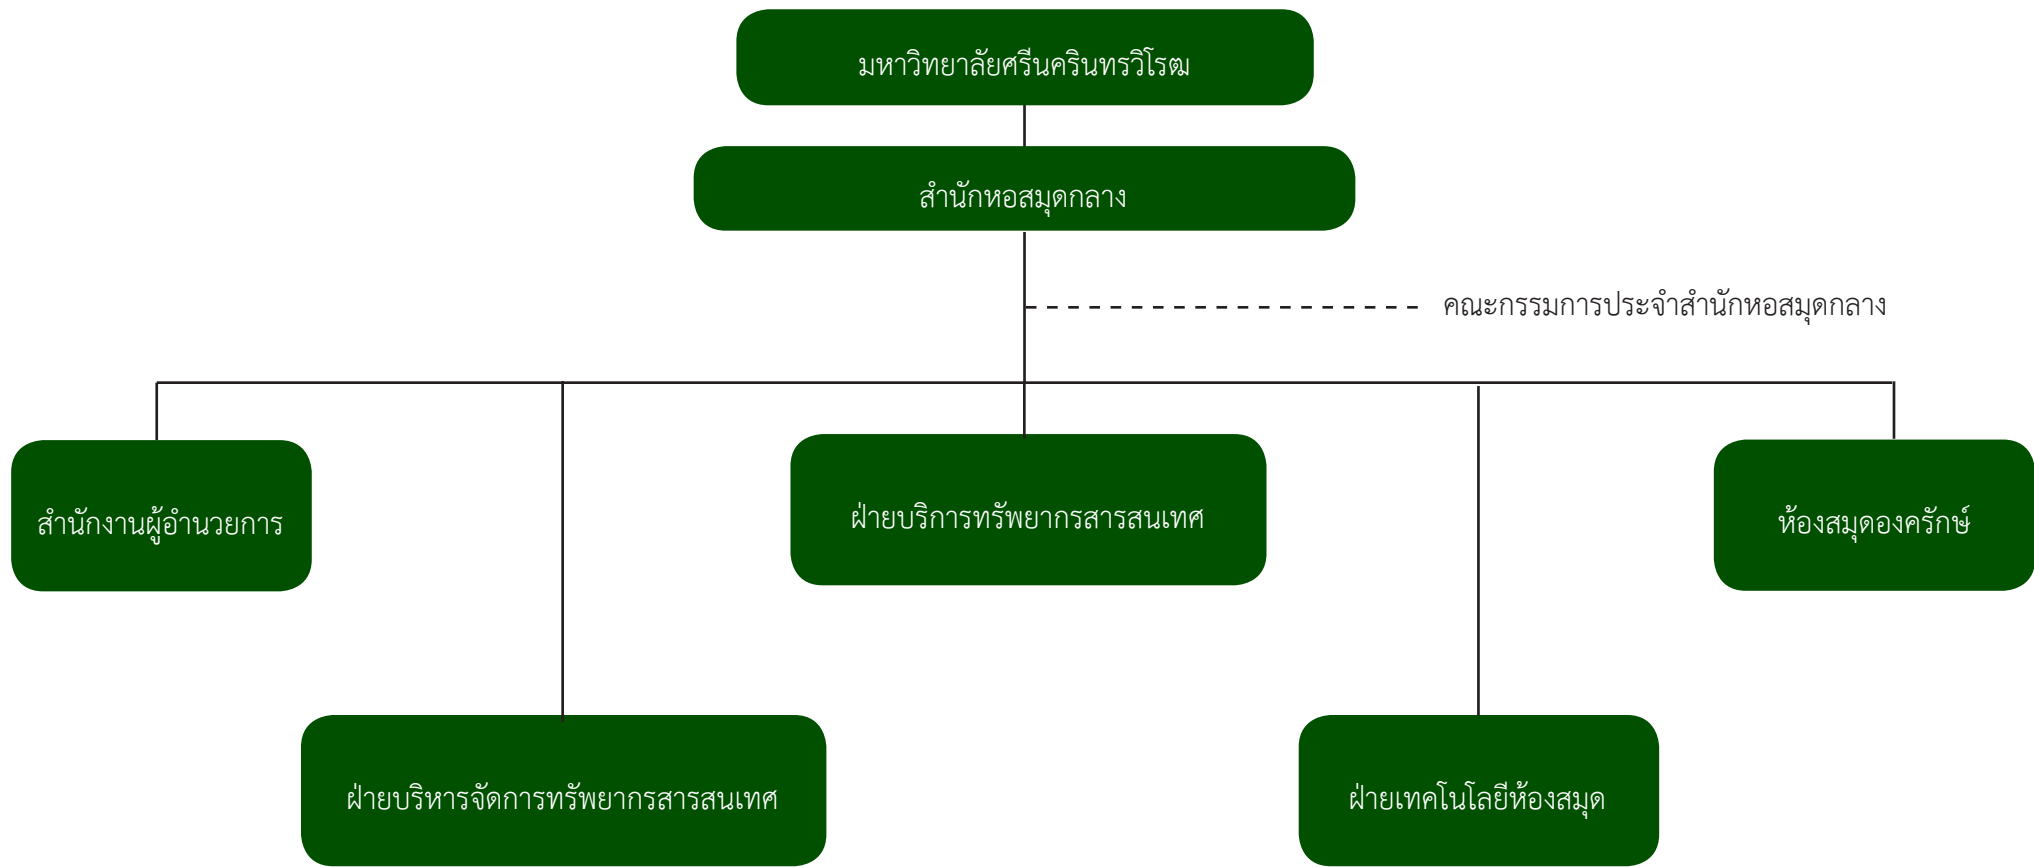 มหาวิทยาลัยศรีนครินทรวิโรฒ
สำนักหอสมุดกลาง
คณะกรรมการประจำสำนักหอสมุดกลาง
สำนักงานผู้อำนวยการ
ฝ่ายบริการทรัพยากรสารสนเทศ
ห้องสมุดองครักษ์
ฝ่ายบริหารจัดการทรัพยากรสารสนเทศ
ฝ่ายเทคโนโลยีห้องสมุด